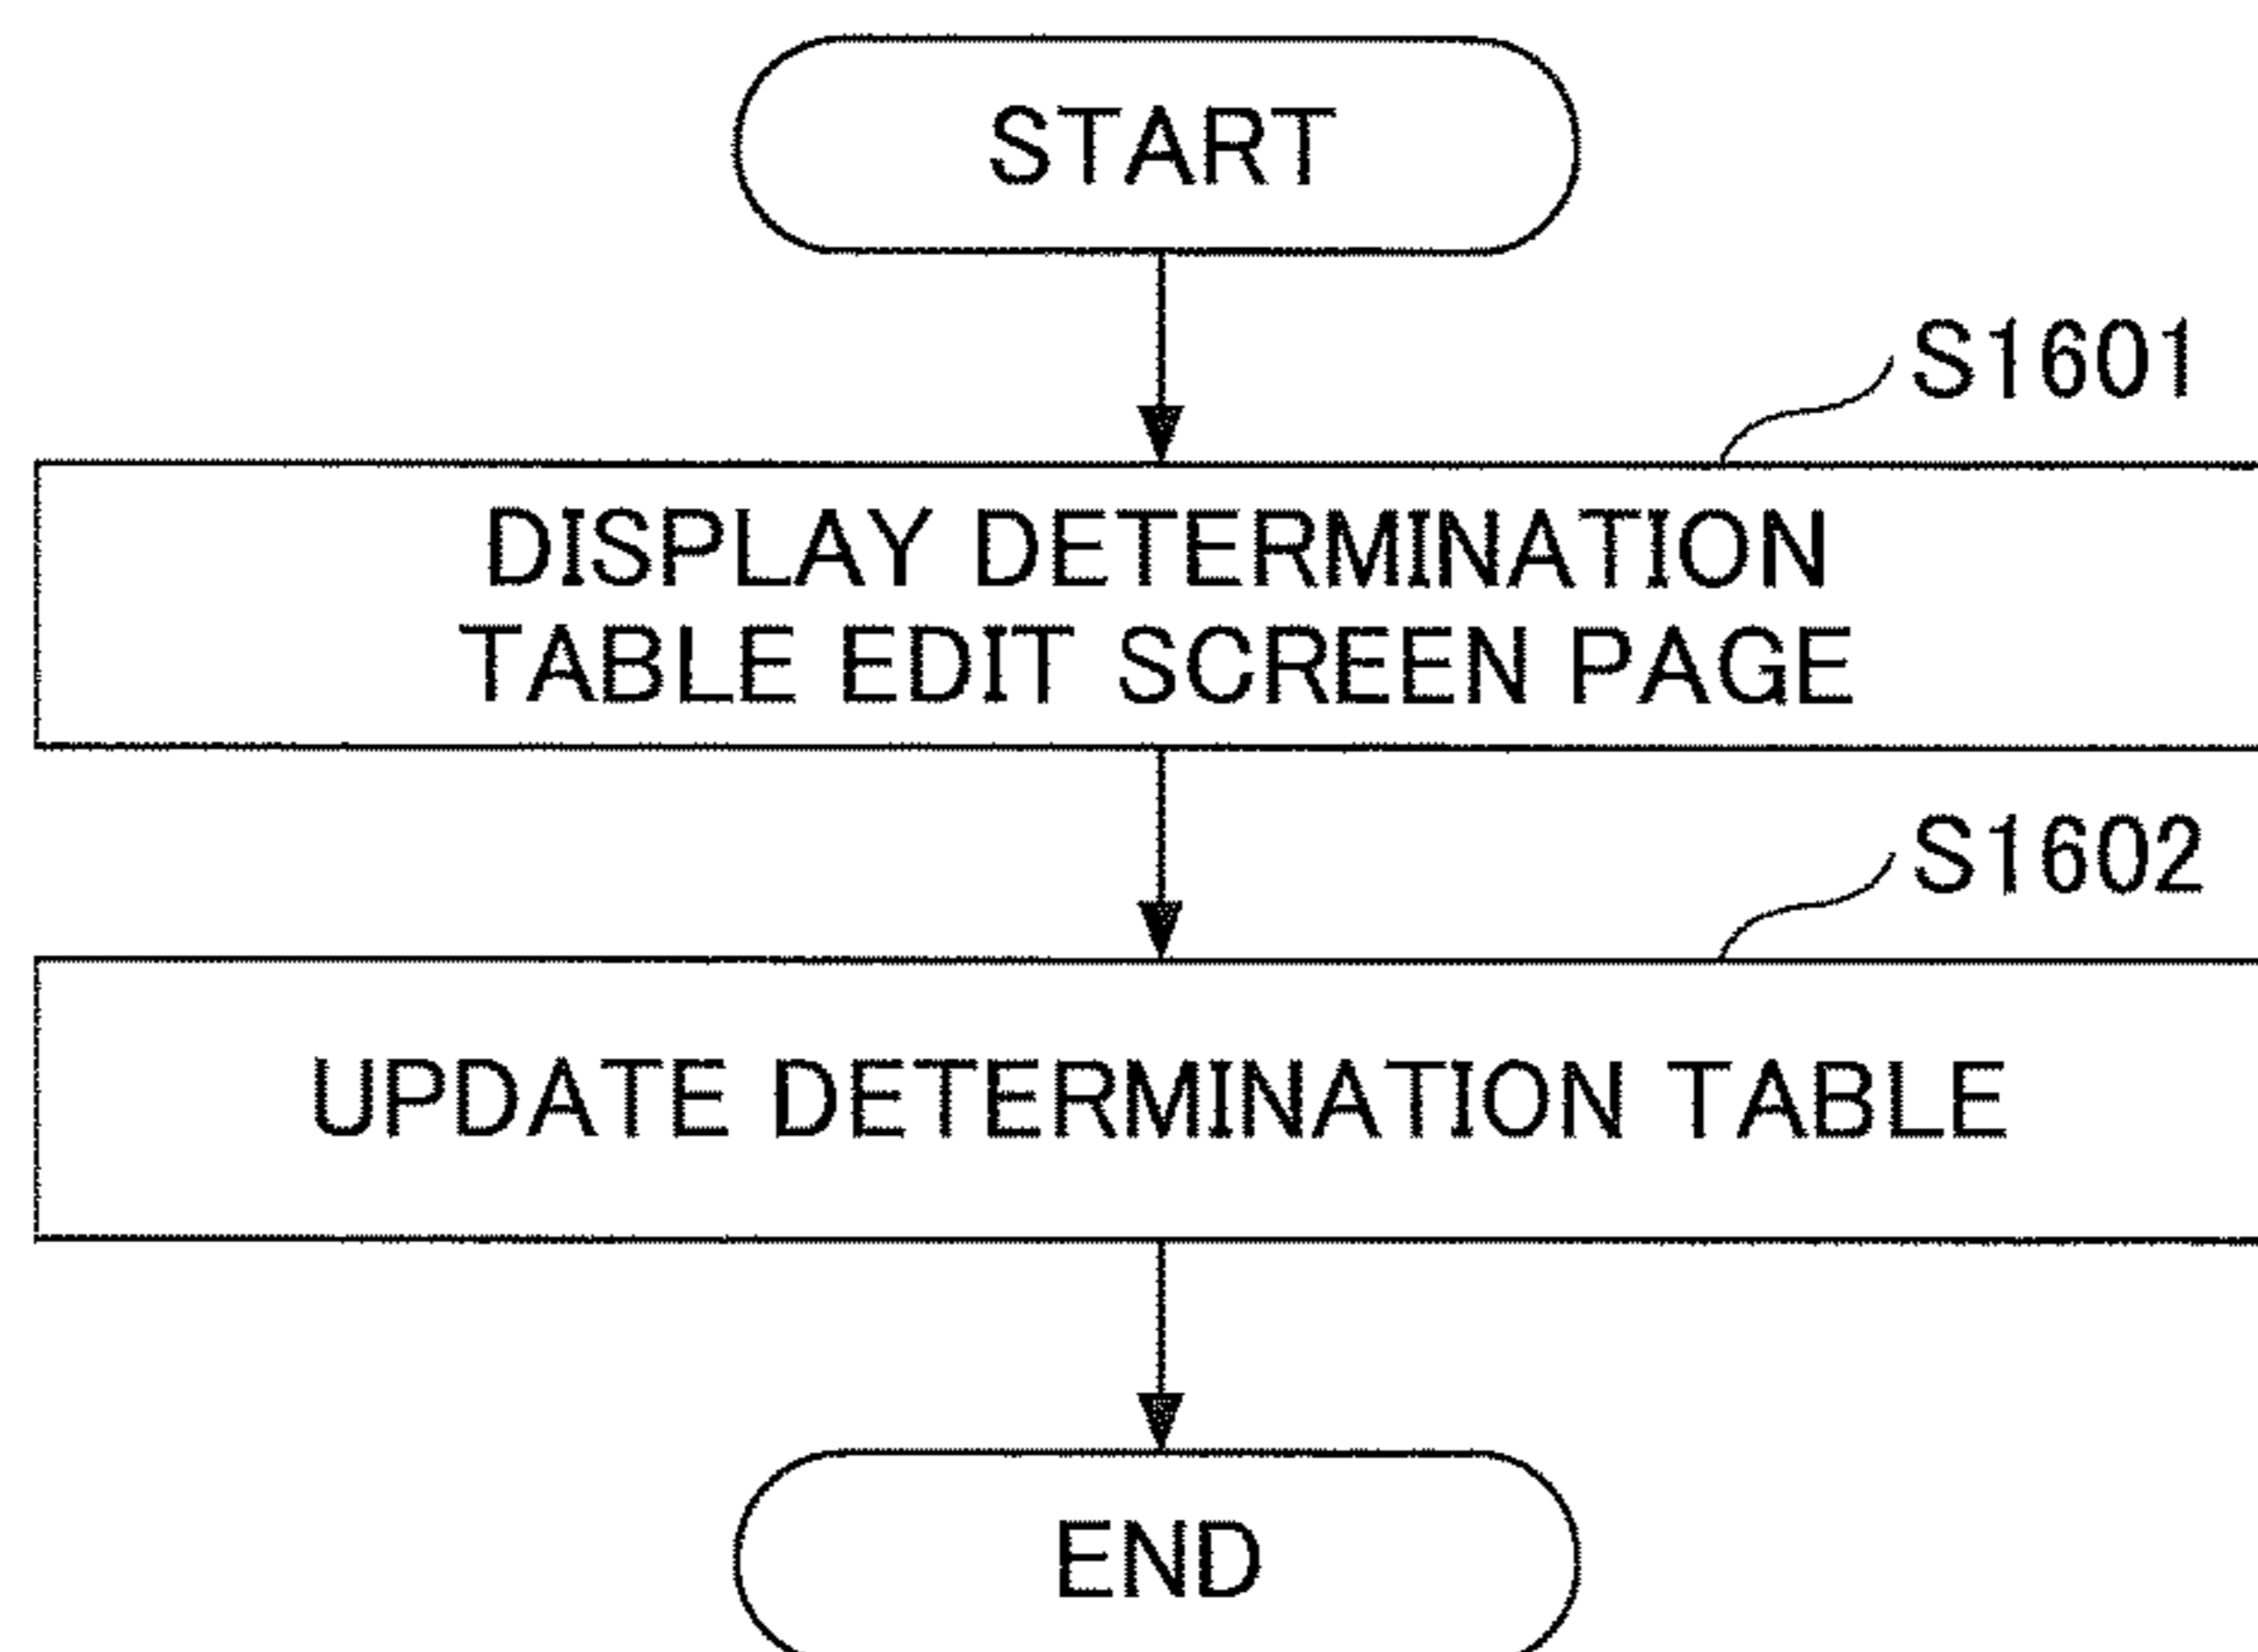 START
S1601
DISPLAY DETERMINATION
TABLE EDIT SCREEN PAGE
S1602
UPDATE DETERMINATION TABLE
END